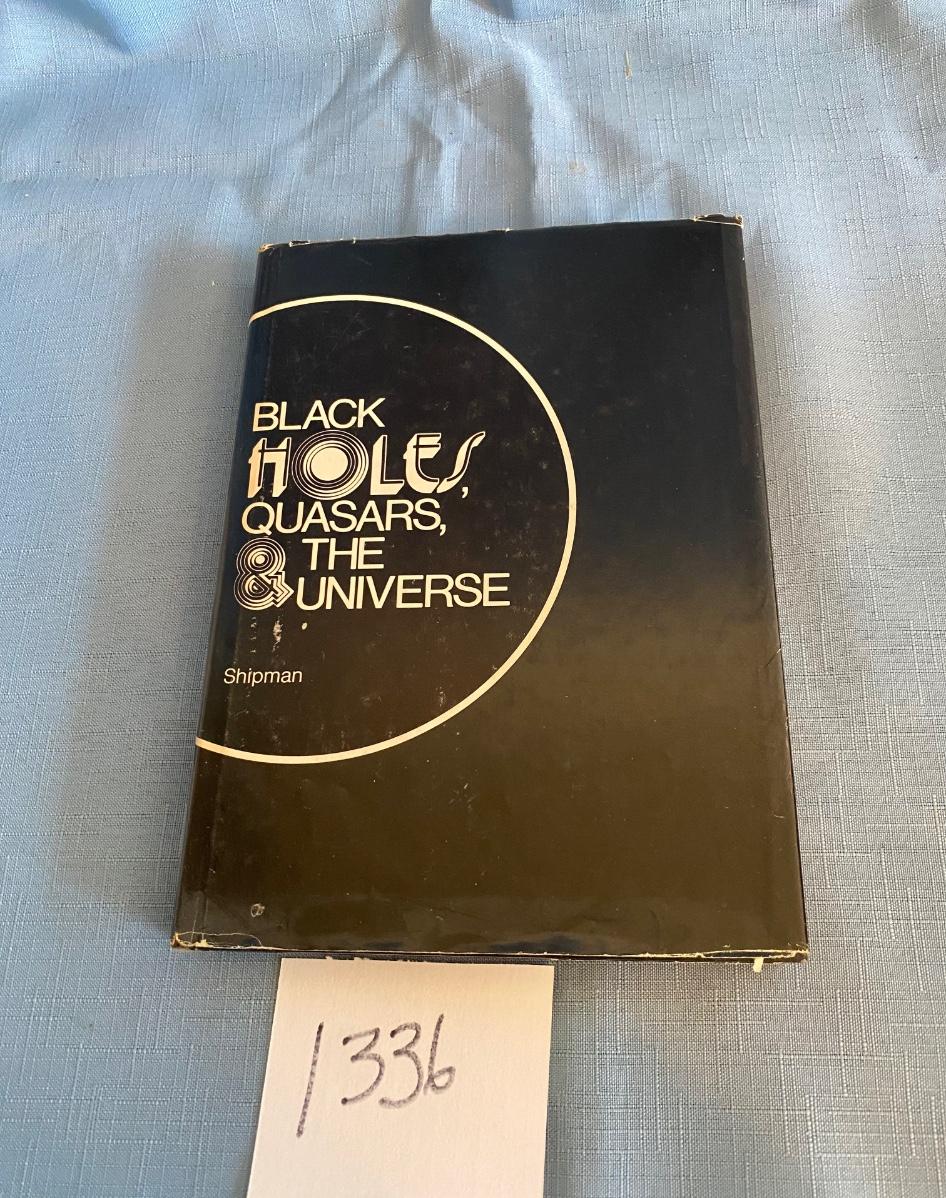 BLACK
HOLES,
QUASARS,
& THE
UNIVERSE
Shipman
1336